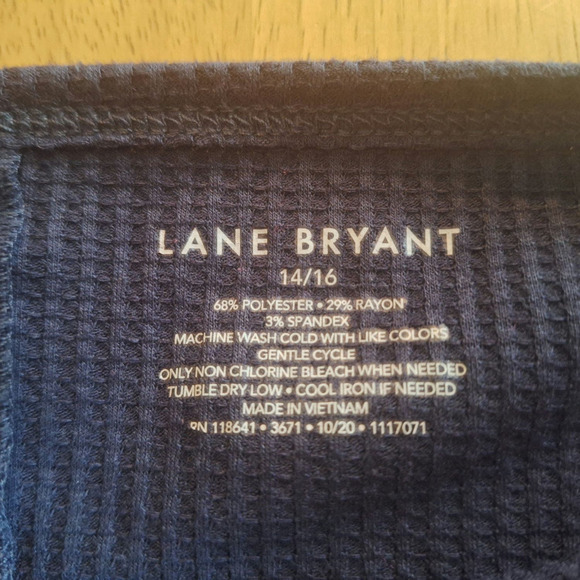 LANE BRYANT
14/16
68% POLYESTER • 29% RAYON
3% SPANDEX
MACHINE WASH COLD WITH LIKE COLORS
GENTLE CYCLE
ONLY NON CHLORINE BLEACH WHEN NEEDED
TUMBLE DRY LOW • COOL IRON IF NEEDED
MADE IN VIETNAM
RN 118641 • 3671 • 10/20 • 1117071